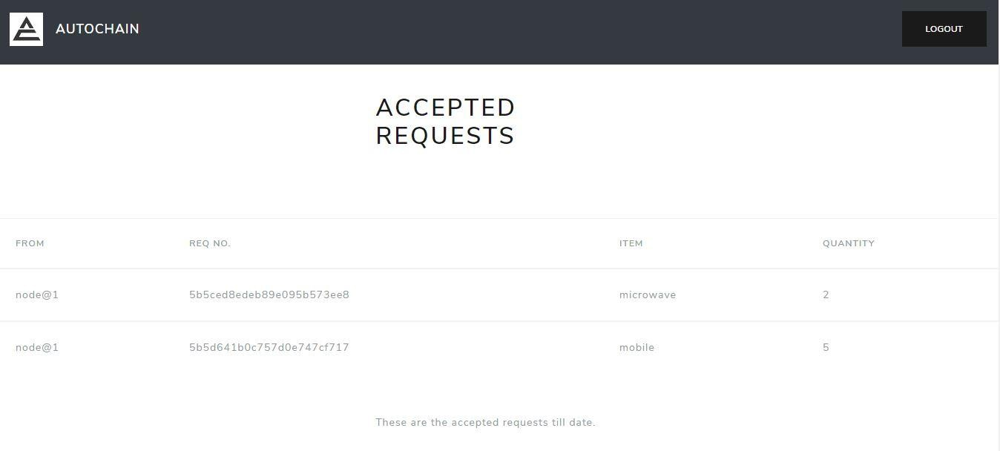 AUTOCHAIN
LOGOUT
ACCEPTED
REQUESTS
FROM REQ NO. ITEM QUANTITY
node@1 5b5ced8edeb89e095b573ee8 microwave 2
node@1 5b5d641b0c757d0e747cf717 mobile 5
These are the accepted requests till date.